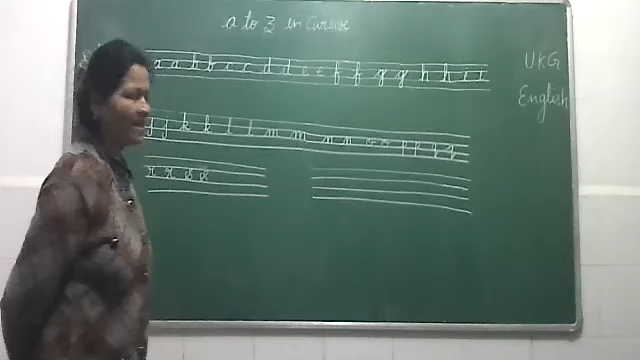 a to z in cursive
UKG
English
a a b b c c d d e e f f g g h h i i
j j k k l l m m n n o o p p q q
r r s s